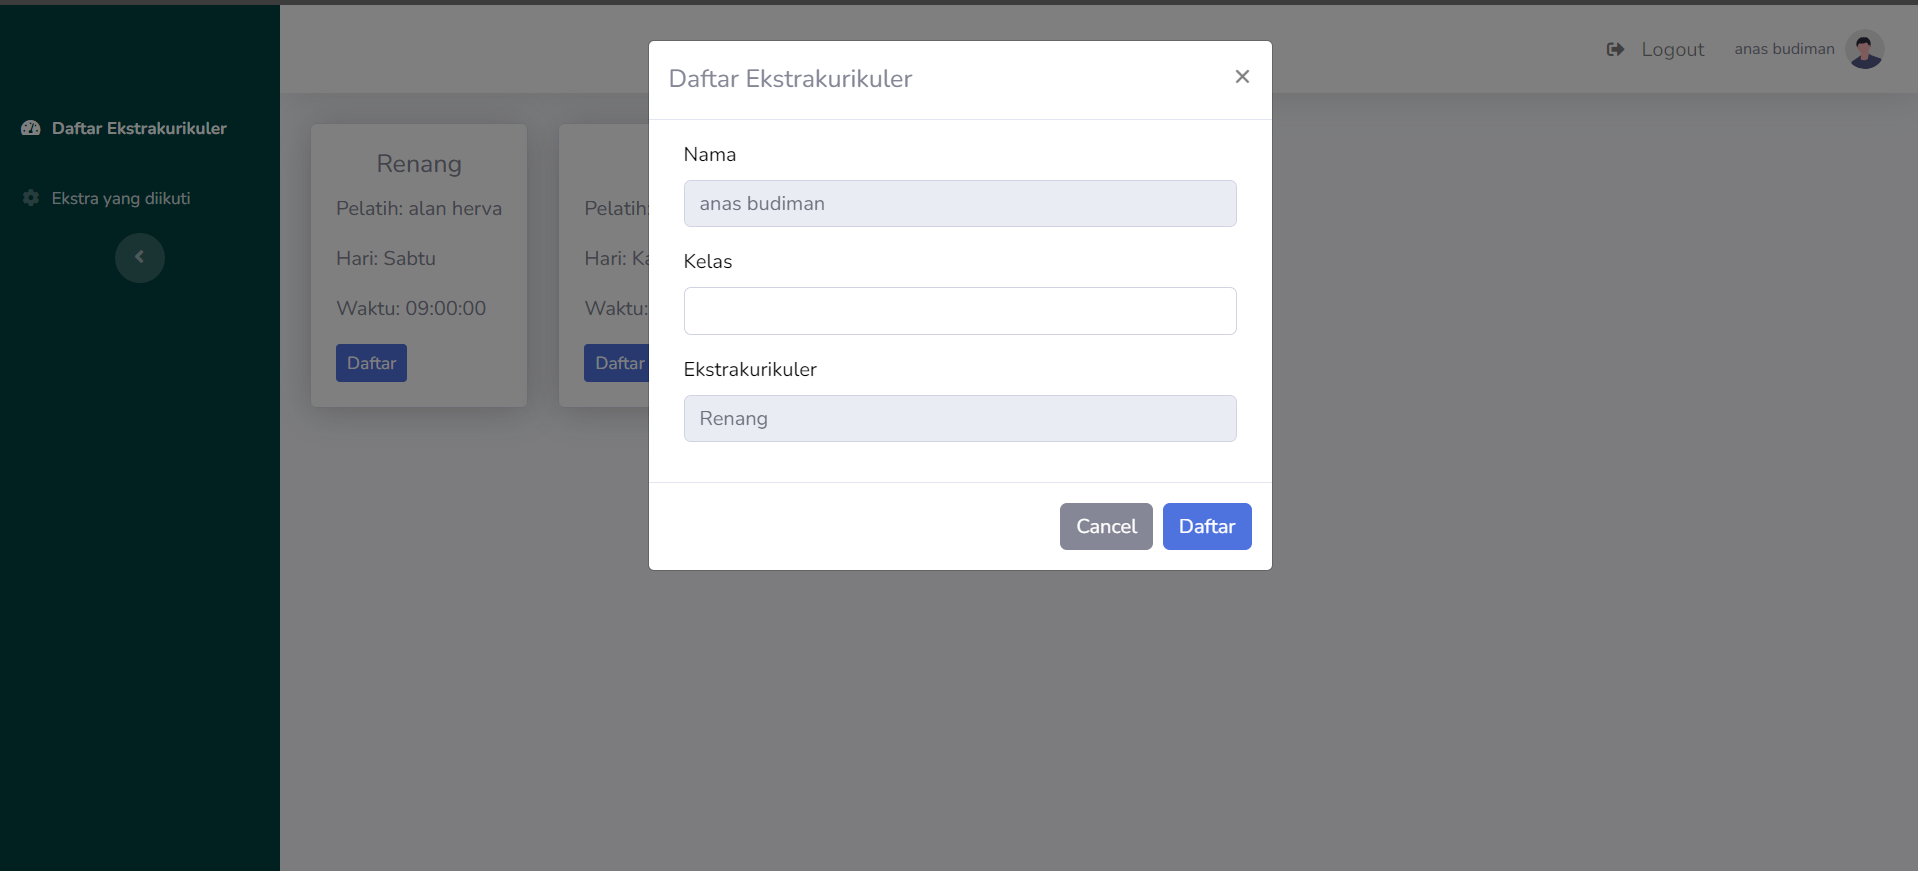 Logout
anas budiman
Daftar Ekstrakurikuler
Ekstra yang diikuti
Renang
Pelatih: alan herva
Hari: Sabtu
Waktu: 09:00:00
Daftar
Pelatih:
Hari:
Waktu:
Daftar
Daftar Ekstrakurikuler
Nama
anas budiman
Kelas
Ekstrakurikuler
Renang
Cancel
Daftar